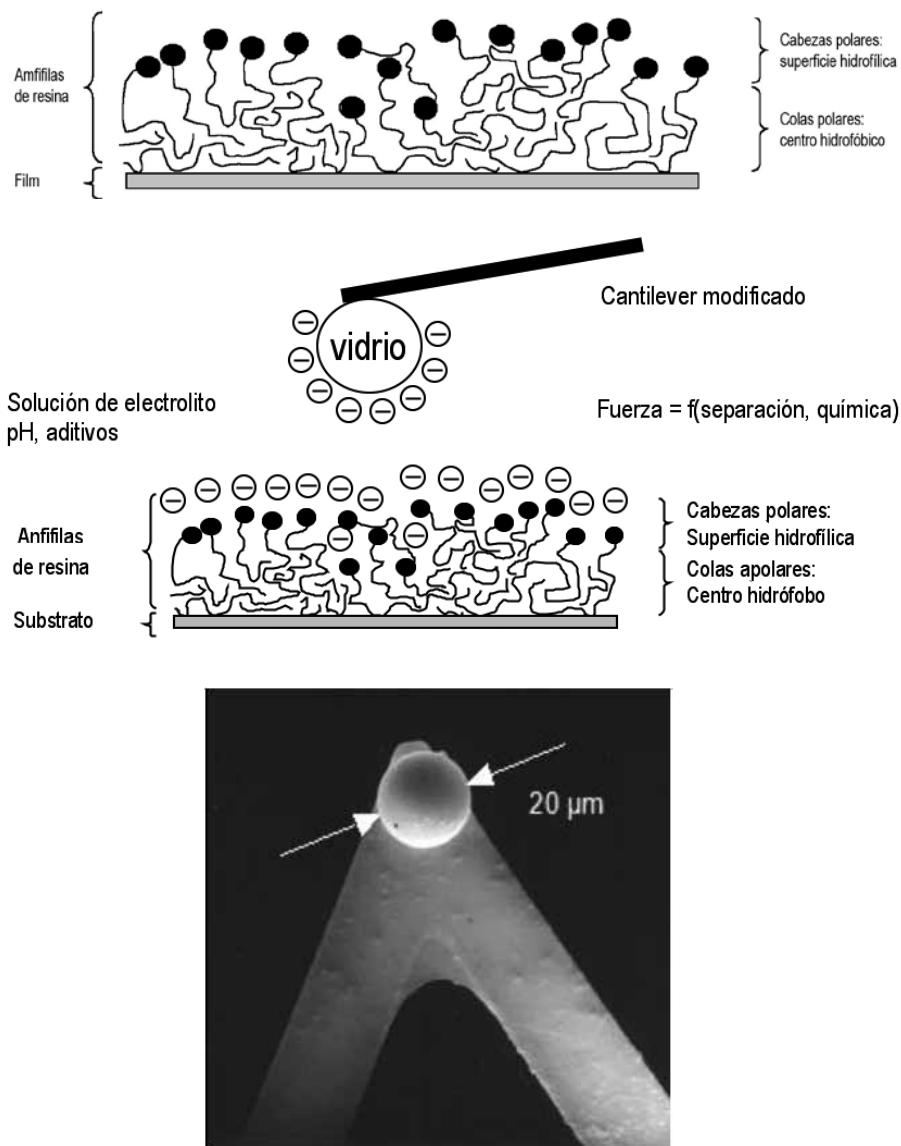 Amfifilas
de resina
Film
Cabezas polares:
superficie hidrofílica
Colas polares:
centro hidrofóbico
vidrio
Cantilever modificado
Solución de electrolito
pH, aditivos
Fuerza = f(separación, química)
Anfifilas
de resina
Substrato
Cabezas polares:
Superficie hidrofílica
Colas apolares:
Centro hidrófobo
20 µm